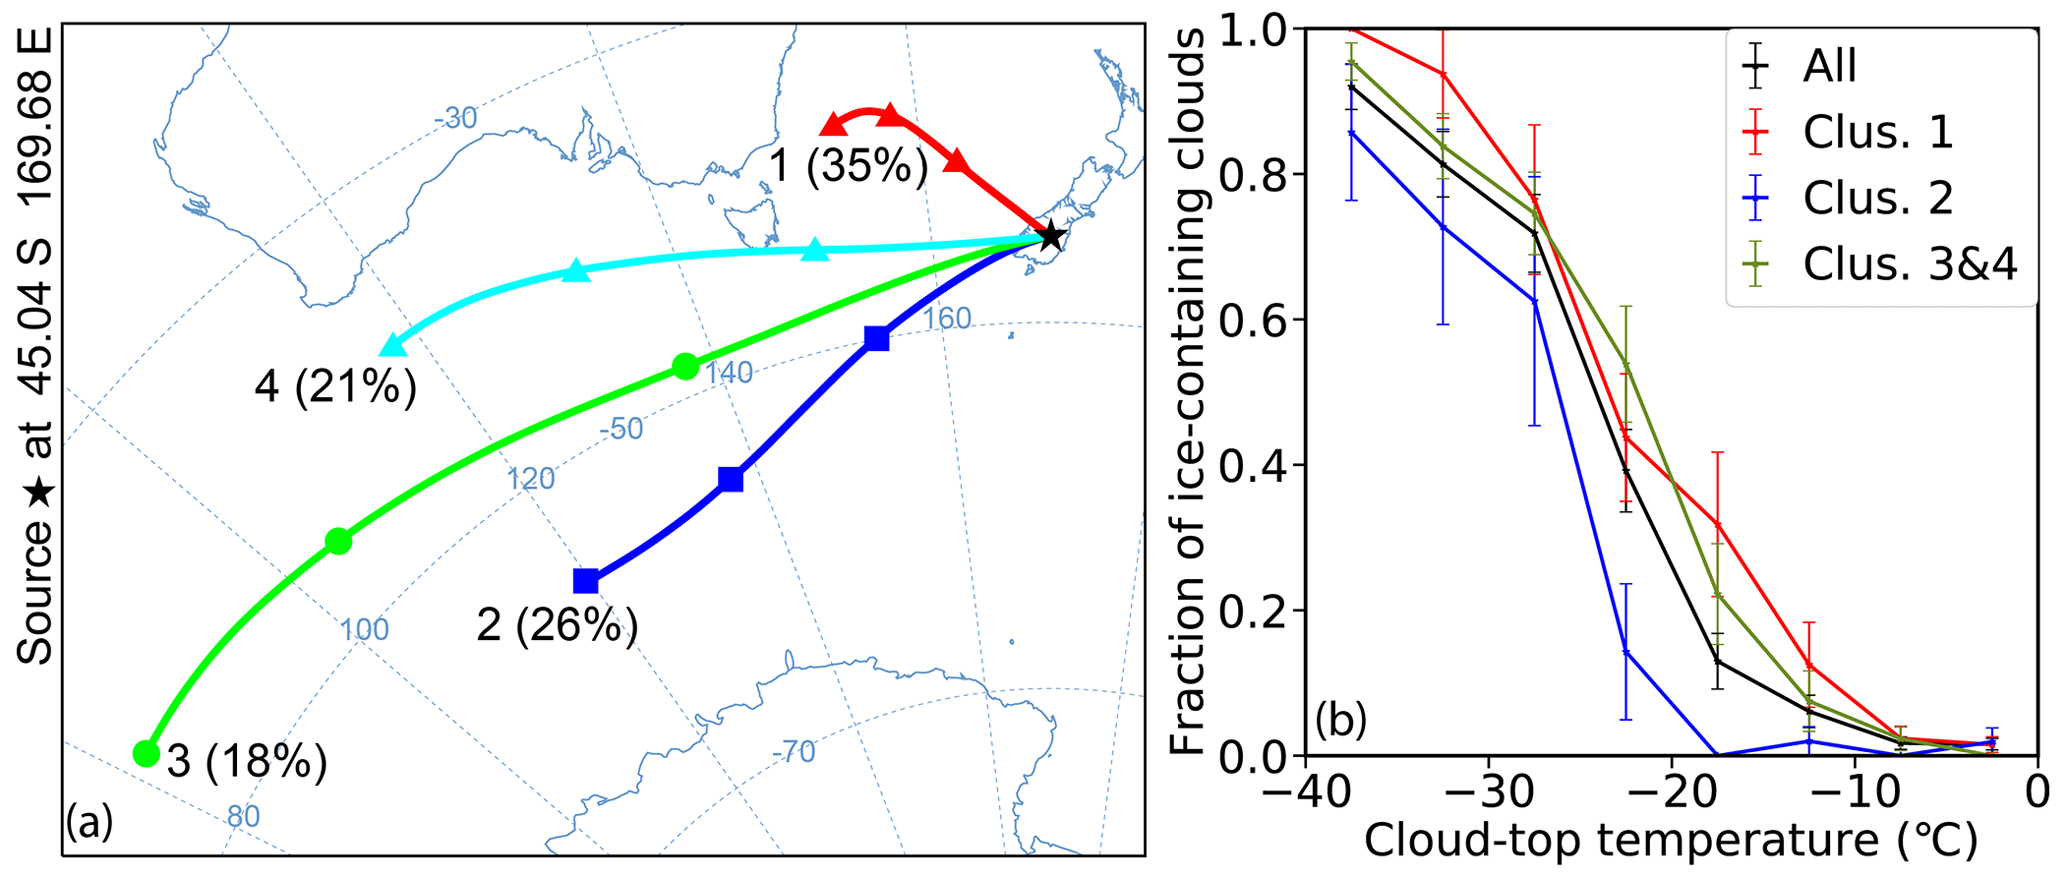 Source ★ at 45.04 S 169.68 E
-30
1 (35%)
160
4 (21%)
140
-50
120
2 (26%)
100
-70
3 (18%)
80
(a)
Fraction of ice-containing clouds
1.0
0.8
0.6
0.4
0.2
0.0
All
Clus. 1
Clus. 2
Clus. 3&4
(b)
−40
−30
−20
−10
0
Cloud-top temperature (°C)